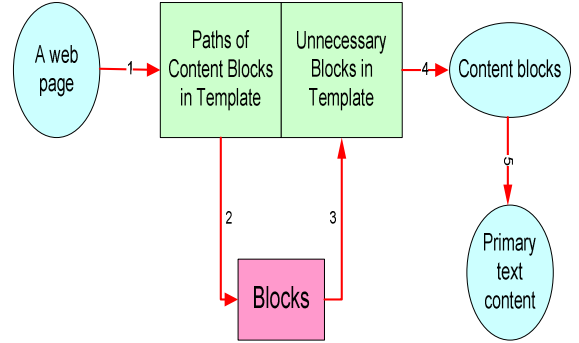 A web
page
1
Paths of
Content Blocks
in Template
Unnecessary
Blocks in
Template
4
Content blocks
2
3
5
Blocks
Primary
text
content